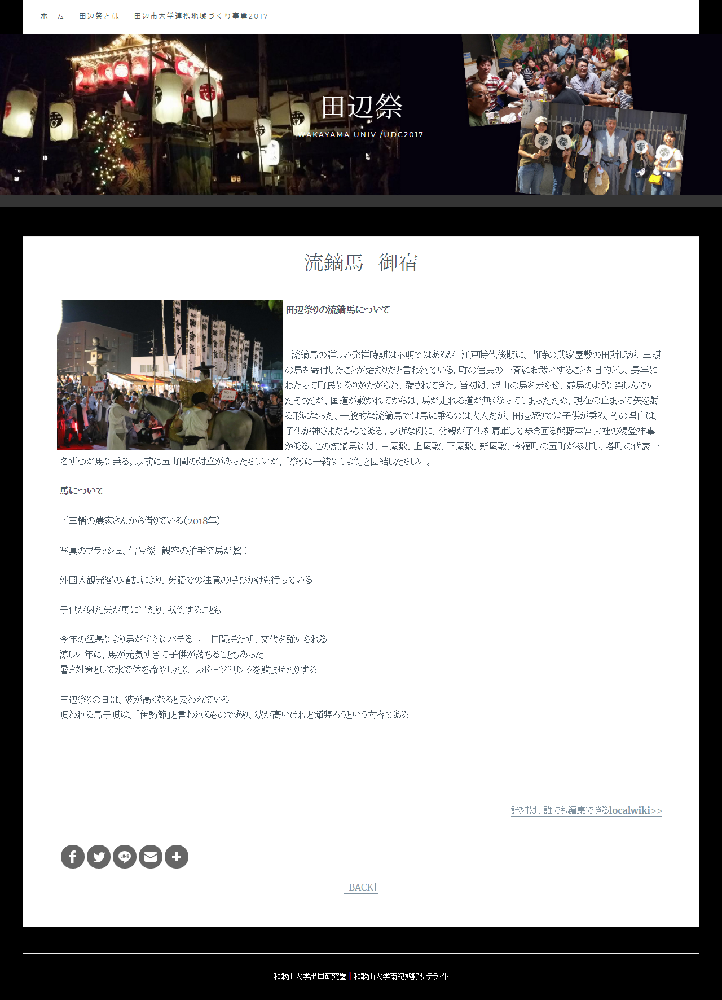 ホーム 田辺祭とは 田辺市大学連携地域づくり事業2017
田辺祭
WAKAYAMA UNIV./UDC2017
流鏑馬　御宿
NO! FLASH
田辺祭りの流鏑馬について
流鏑馬の詳しい発祥時期は不明ではあるが、江戸時代後期に、当時の武家屋敷の田所氏が、三頭
の馬を寄付したことが始まりだと言われている。町の住民の一斉にお祓いすることを目的とし、長年に
わたって町民にありがたがられ、愛されてきた。当初は、沢山の馬を走らせ、競馬のように楽しんでい
たそうだが、国道が敷かれてからは、馬が走れる道が無くなってしまったため、現在の止まって矢を射
る形になった。一般的な流鏑馬では馬に乗るのは大人だが、田辺祭りでは子供が乗る。その理由は、
子供が神さまだからである。身近な例に、父親が子供を肩車して歩き回る熊野本宮大社の湯登神事
がある。この流鏑馬には、中屋敷、上屋敷、下屋敷、新屋敷、今福町の五町が参加し、各町の代表一
名ずつが馬に乗る。以前は五町間の対立があったらしいが、「祭りは一緒にしよう」と団結したらしい。
馬について
下三栖の農家さんから借りている（2018年）
写真のフラッシュ、信号機、観客の拍手で馬が驚く
外国人観光客の増加により、英語での注意の呼びかけも行っている
子供が射た矢が馬に当たり、転倒することも
今年の猛暑により馬がすぐにバテる→二日間持たず、交代を強いられる
涼しい年は、馬が元気すぎて子供が落ちることもあった
暑さ対策として氷で体を冷やしたり、スポーツドリンクを飲ませたりする
田辺祭りの日は、波が高くなると云われている
唄われる馬子唄は、「伊勢節」と言われるものであり、波が高いけれど頑張ろうという内容である
詳細は、誰でも編集できるlocalwiki>>
LINE
［BACK］
和歌山大学出口研究室 | 和歌山大学南紀熊野サテライト